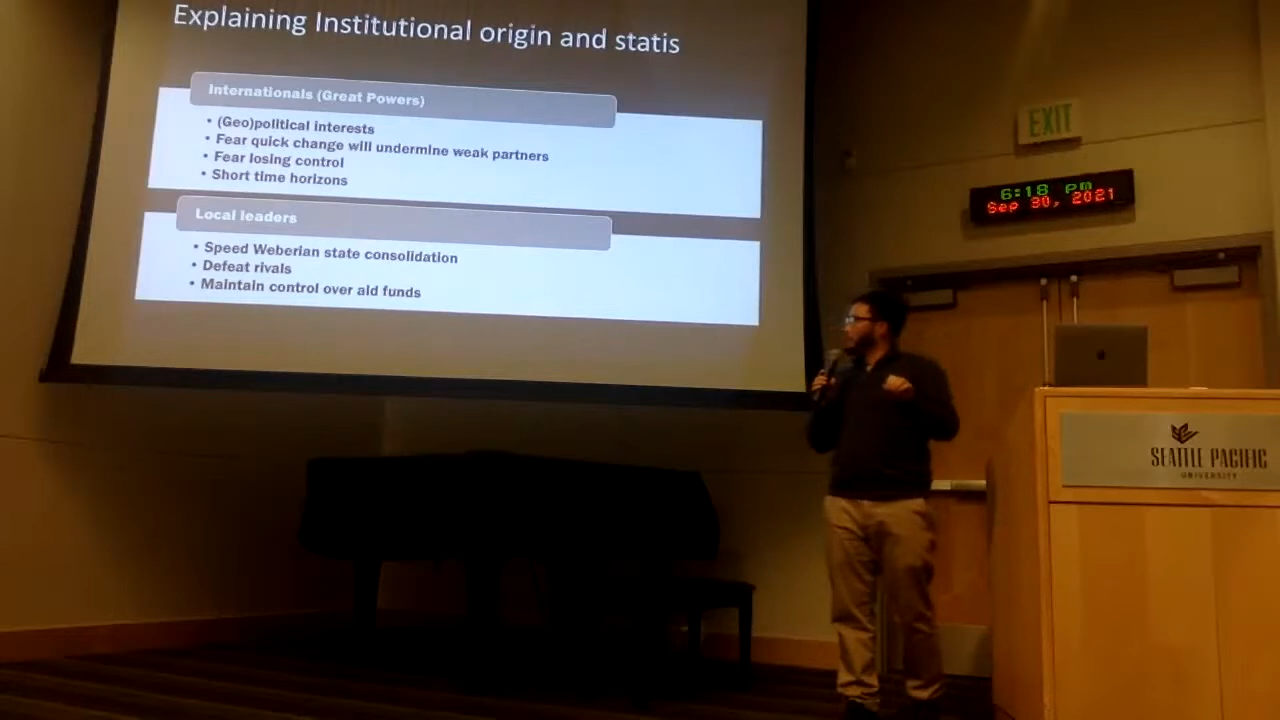 Explaining Institutional origin and statis
Internationals (Great Powers)
• (Geo)political interests
• Fear quick change will undermine weak partners
• Fear losing control
• Short time horizons
Local leaders
• Speed Weberian state consolidation
• Defeat rivals
• Maintain control over aid funds
EXIT
6:18 pm
Sep 30, 2021
SEATTLE PACIFIC
UNIVERSITY